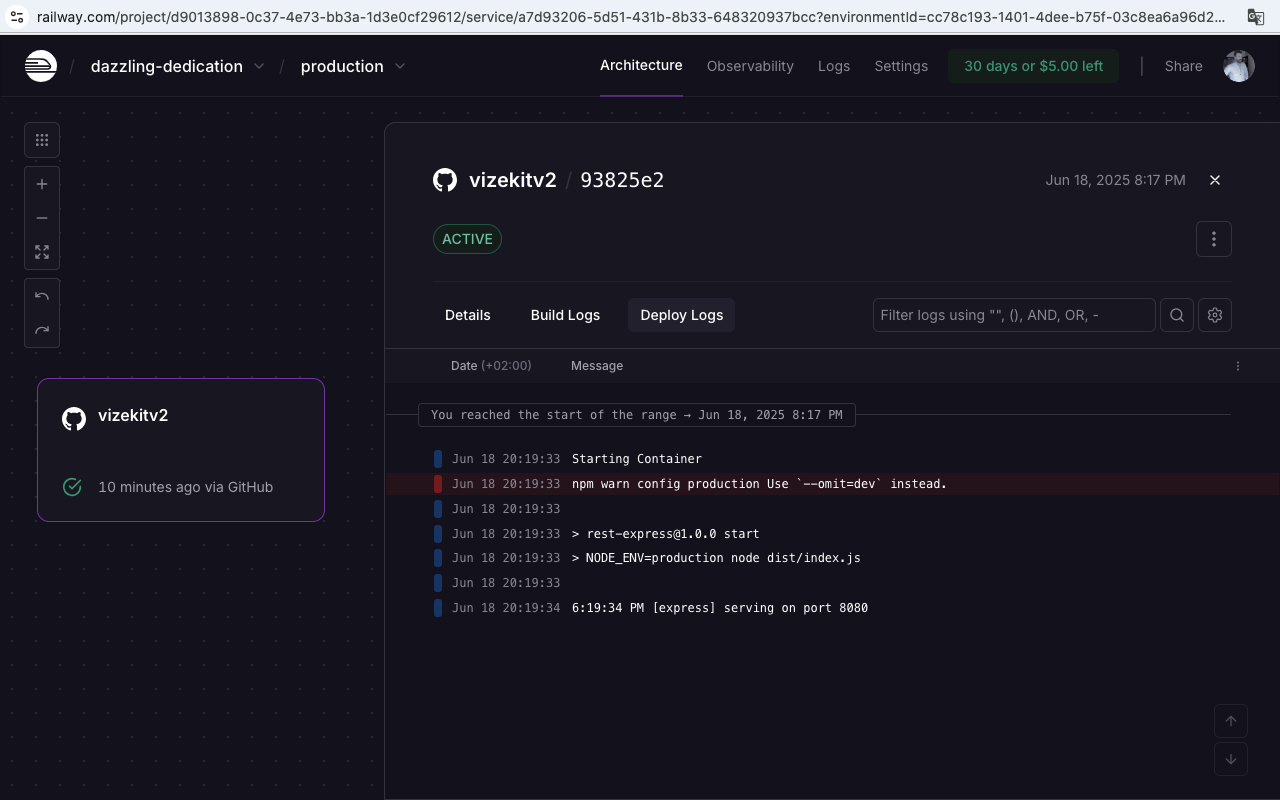 railway.com/project/d9013898-0c37-4e73-bb3a-1d3e0cf29612/service/a7d93206-5d51-431b-8b33-648320937bcc?environmentId=cc78c193-1401-4dee-b75f-03c8ea6a96d2...
/ dazzling-dedication / production
Architecture Observability Logs Settings 30 days or $5.00 left Share
vizekitv2 / 93825e2 Jun 18, 2025 8:17 PM
ACTIVE
Details Build Logs Deploy Logs Filter logs using "", (), AND, OR, -
Date (+02:00) Message
You reached the start of the range → Jun 18, 2025 8:17 PM
Jun 18 20:19:33 Starting Container
Jun 18 20:19:33 npm warn config production Use `--omit=dev` instead.
Jun 18 20:19:33
Jun 18 20:19:33 > rest-express@1.0.0 start
Jun 18 20:19:33 > NODE_ENV=production node dist/index.js
Jun 18 20:19:33
Jun 18 20:19:34 6:19:34 PM [express] serving on port 8080
vizekitv2
10 minutes ago via GitHub